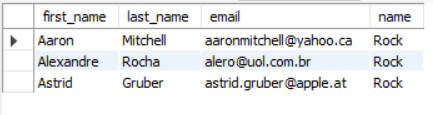 first_name last_name email name
Aaron Mitchell aaronmitchell@yahoo.ca Rock
Alexandre Rocha alero@uol.com.br Rock
Astrid Gruber astrid.gruber@apple.at Rock